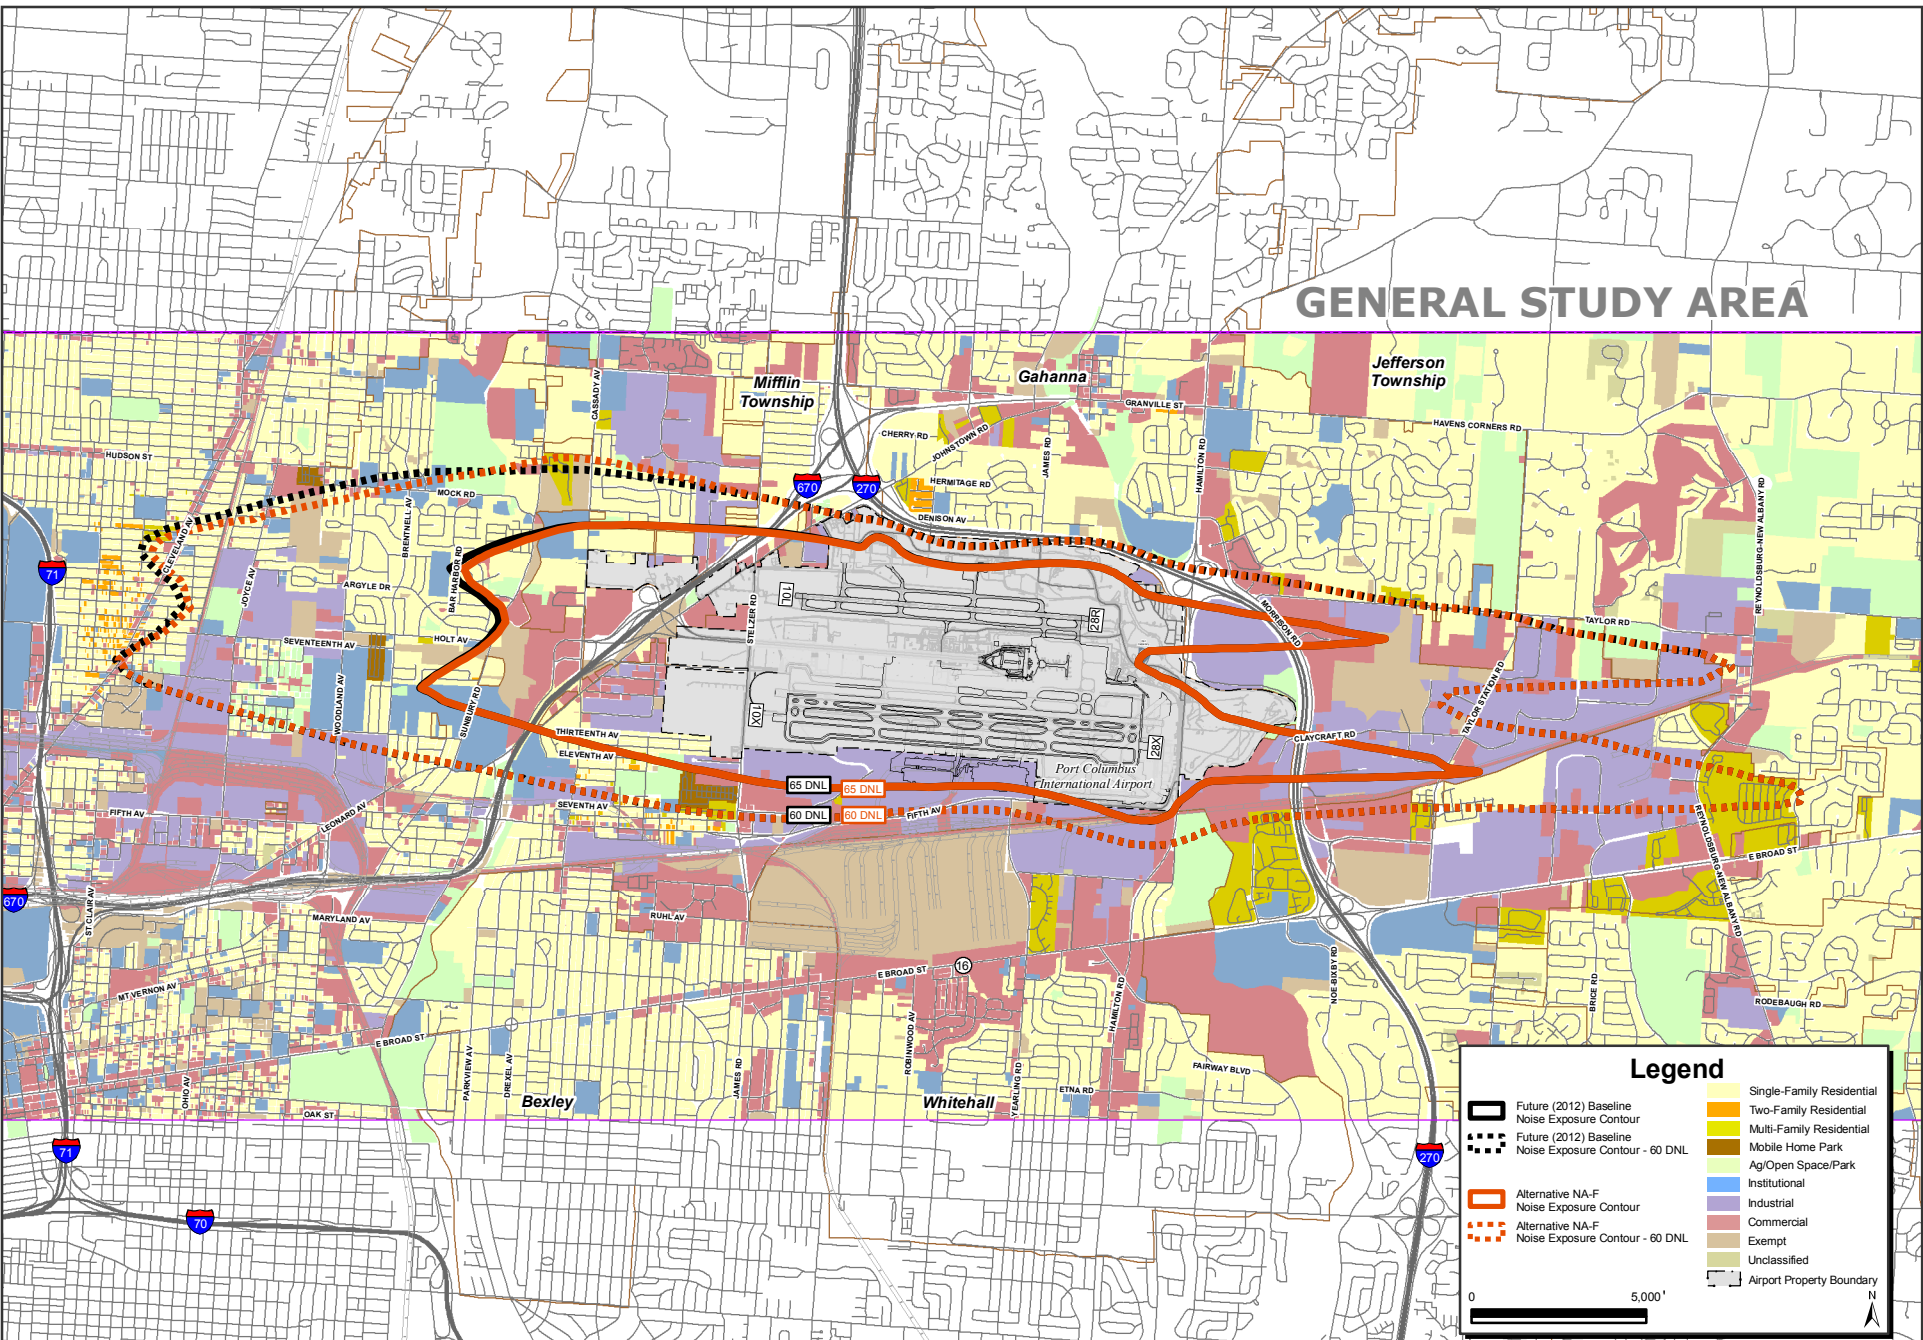 GENERAL STUDY AREA
Jefferson
Township
Gahanna
Mifflin
Township
GRANVILLE ST
HAVENS CORNERS RD
CASSADY AV
CHERRY RD
JOHNSTOWN RD
JAMES RD
HAMILTON RD
HUDSON ST
HERMITAGE RD
670
270
MOCK RD
DENISON AV
REYNOLDSBURG-NEW ALBANY RD
CLEVELAND AV
BRENTNELL AV
BAR HARBOR RD
71
JOYCE AV
ARGYLE DR
10L
28R
STELZER RD
MORRISON RD
TAYLOR RD
SEVENTEENTH AV
HOLT AV
WOODLAND AV
SUNBURY RD
TAYLOR STATION RD
10X
28X
THIRTEENTH AV
ELEVENTH AV
CLAYCRAFT RD
Port Columbus
International Airport
65 DNL
65 DNL
60 DNL
60 DNL
FIFTH AV
SEVENTH AV
FIFTH AV
LEONARD AV
REYNOLDSBURG-NEW ALBANY RD
E BROAD ST
670
ST CLAIR AV
MARYLAND AV
RUHL AV
E BROAD ST
16
MT VERNON AV
NOE-BIXBY RD
BRICE RD
RODEBAUGH RD
HAMILTON RD
ROBINWOOD AV
E BROAD ST
PARKVIEW AV
DREXEL AV
JAMES RD
YEARLING RD
ETNA RD
FAIRWAY BLVD
OHIO AV
OAK ST
Bexley
Whitehall
71
270
70
Legend
Future (2012) Baseline
Noise Exposure Contour
Future (2012) Baseline
Noise Exposure Contour - 60 DNL
Alternative NA-F
Noise Exposure Contour
Alternative NA-F
Noise Exposure Contour - 60 DNL
Single-Family Residential
Two-Family Residential
Multi-Family Residential
Mobile Home Park
Ag/Open Space/Park
Institutional
Industrial
Commercial
Exempt
Unclassified
Airport Property Boundary
0
5,000'
N